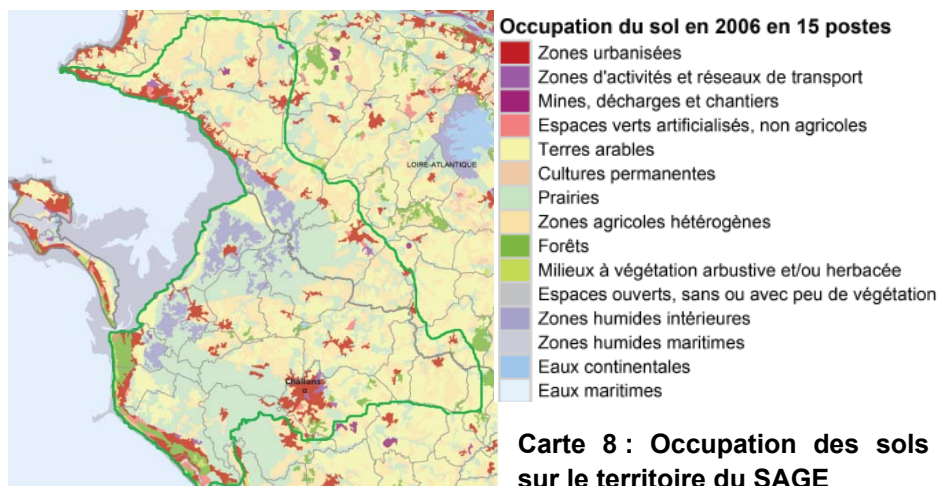 Occupation du sol en 2006 en 15 postes
Zones urbanisées
Zones d'activités et réseaux de transport
Mines, décharges et chantiers
Espaces verts artificialisés, non agricoles
Terres arables
Cultures permanentes
Prairies
Zones agricoles hétérogènes
Forêts
Milieux à végétation arbustive et/ou herbacée
Espaces ouverts, sans ou avec peu de végétation
Zones humides intérieures
Zones humides maritimes
Eaux continentales
Eaux maritimes
LOIRE-ATLANTIQUE
Challans
Carte 8 : Occupation des sols
sur le territoire du SAGE